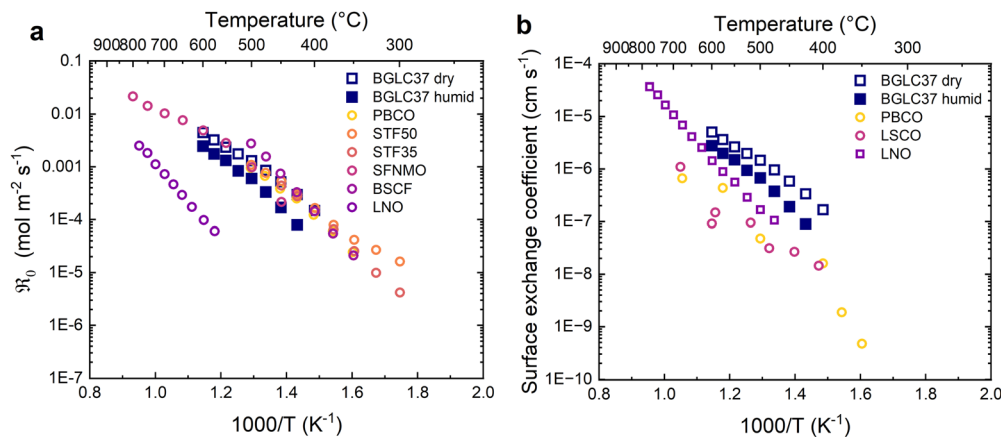 a
Temperature (°C)
900 800 700 600 500 400 300
ℜ₀ (mol m⁻² s⁻¹)
0.1
0.01
0.001
1E-4
1E-5
1E-6
1E-7
BGLC37 dry
BGLC37 humid
PBCO
STF50
STF35
SFNMO
BSCF
LNO
0.8 1.0 1.2 1.4 1.6 1.8 2.0
1000/T (K⁻¹)
b
Temperature (°C)
900 800 700 600 500 400 300
Surface exchange coefficient (cm s⁻¹)
1E-4
1E-5
1E-6
1E-7
1E-8
1E-9
1E-10
BGLC37 dry
BGLC37 humid
PBCO
LSCO
LNO
0.8 1.0 1.2 1.4 1.6 1.8 2.0
1000/T (K⁻¹)